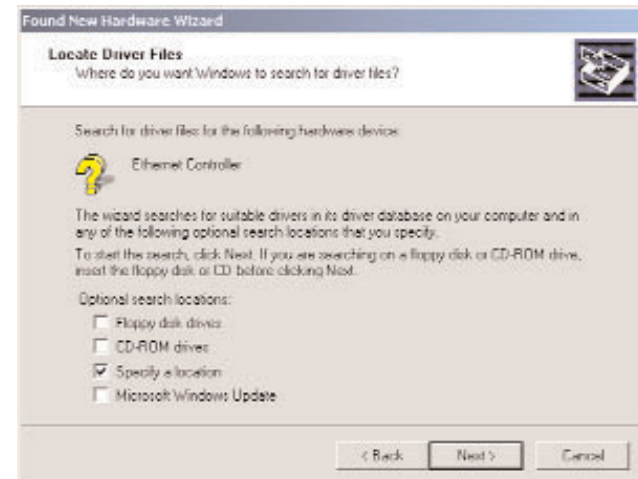 Found New Hardware Wizard
Locate Driver Files
Where do you want Windows to search for driver files?
Search for driver files for the following hardware device:
Ethernet Controller
The wizard searches for suitable drivers in its driver database on your computer and in
any of the following optional search locations that you specify.
To start the search, click Next. If you are searching on a floppy disk or CD-ROM drive,
insert the floppy disk or CD before clicking Next.
Optional search locations:
Floppy disk drives
CD-ROM drives
Specify a location
Microsoft Windows Update
< Back Next > Cancel